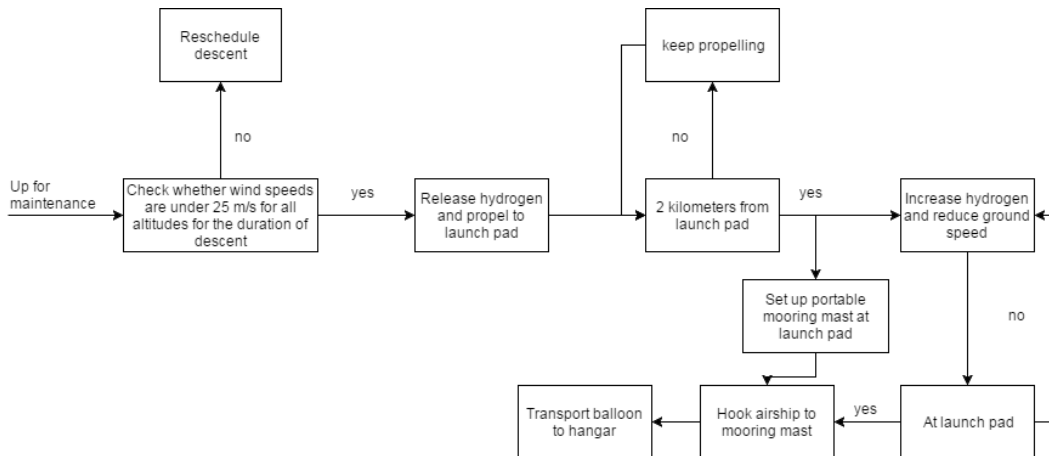 Reschedule
descent
keep propelling
no
no
Up for
maintenance
Check whether wind speeds
are under 25 m/s for all
altitudes for the duration of
descent
yes
Release hydrogen
and propel to
launch pad
2 kilometers from
launch pad
yes
Increase hydrogen
and reduce ground
speed
Set up portable
mooring mast at
launch pad
no
Transport balloon
to hangar
Hook airship to
mooring mast
yes
At launch pad